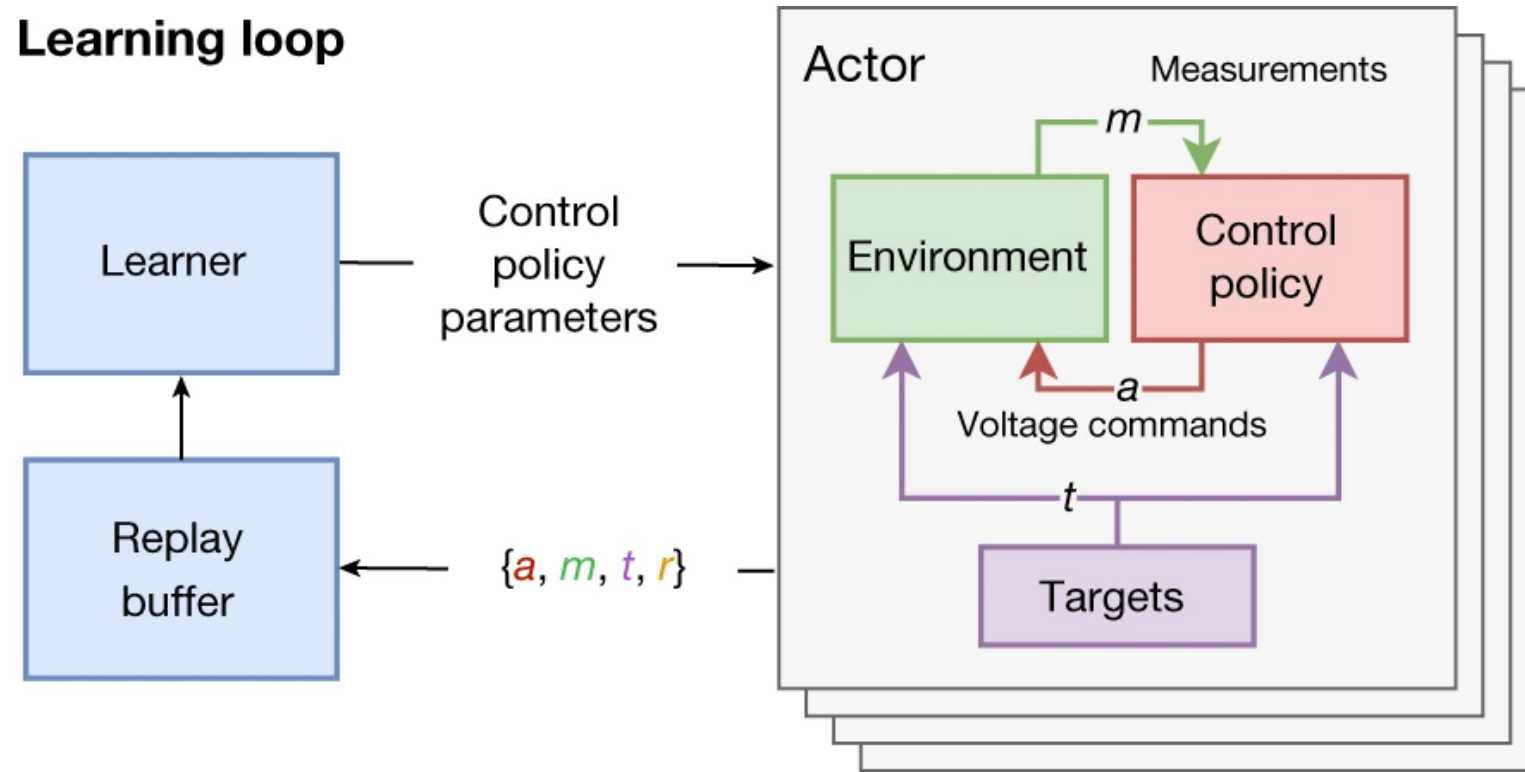 Learning loop
Actor
Measurements
m
Learner
Control
policy
parameters
Environment
Control
policy
a
Voltage commands
t
Replay
buffer
{a, m, t, r}
Targets